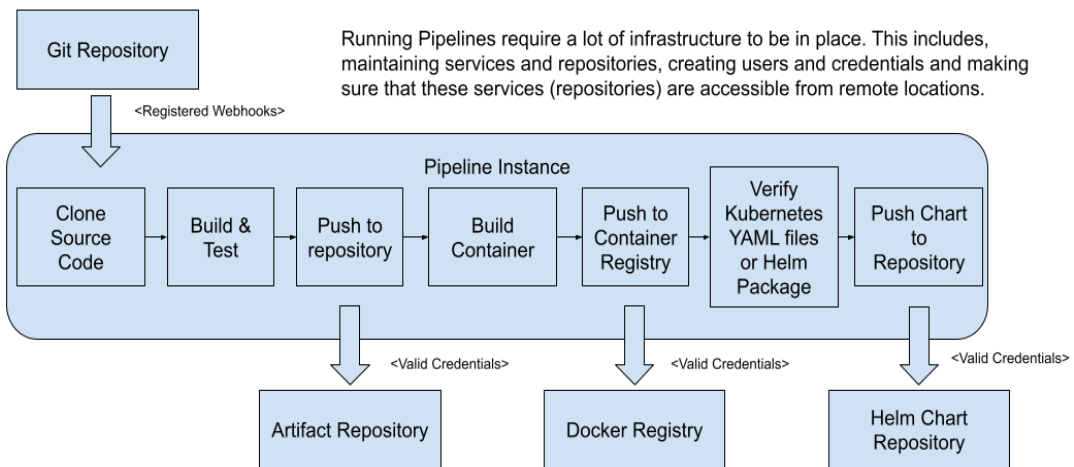 Git Repository
Running Pipelines require a lot of infrastructure to be in place. This includes,
maintaining services and repositories, creating users and credentials and making
sure that these services (repositories) are accessible from remote locations.
<Registered Webhooks>
Pipeline Instance
Clone
Source
Code
Build &
Test
Push to
repository
Build
Container
Push to
Container
Registry
Verify
Kubernetes
YAML files
or Helm
Package
Push Chart
to
Repository
<Valid Credentials>
<Valid Credentials>
<Valid Credentials>
Artifact Repository
Docker Registry
Helm Chart
Repository